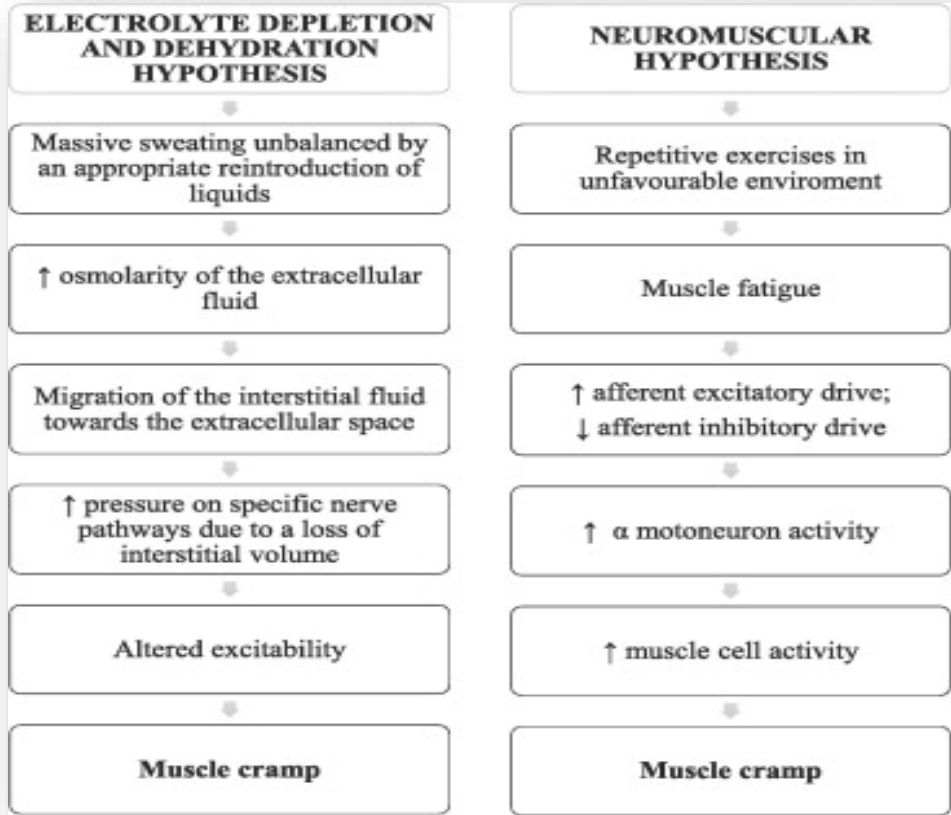 ELECTROLYTE DEPLETION
AND DEHYDRATION
HYPOTHESIS
Massive sweating unbalanced by
an appropriate reintroduction of
liquids
↑ osmolarity of the extracellular
fluid
Migration of the interstitial fluid
towards the extracellular space
↑ pressure on specific nerve
pathways due to a loss of
interstitial volume
Altered excitability
Muscle cramp
NEUROMUSCULAR
HYPOTHESIS
Repetitive exercises in
unfavourable enviroment
Muscle fatigue
↑ afferent excitatory drive;
↓ afferent inhibitory drive
↑ α motoneuron activity
↑ muscle cell activity
Muscle cramp